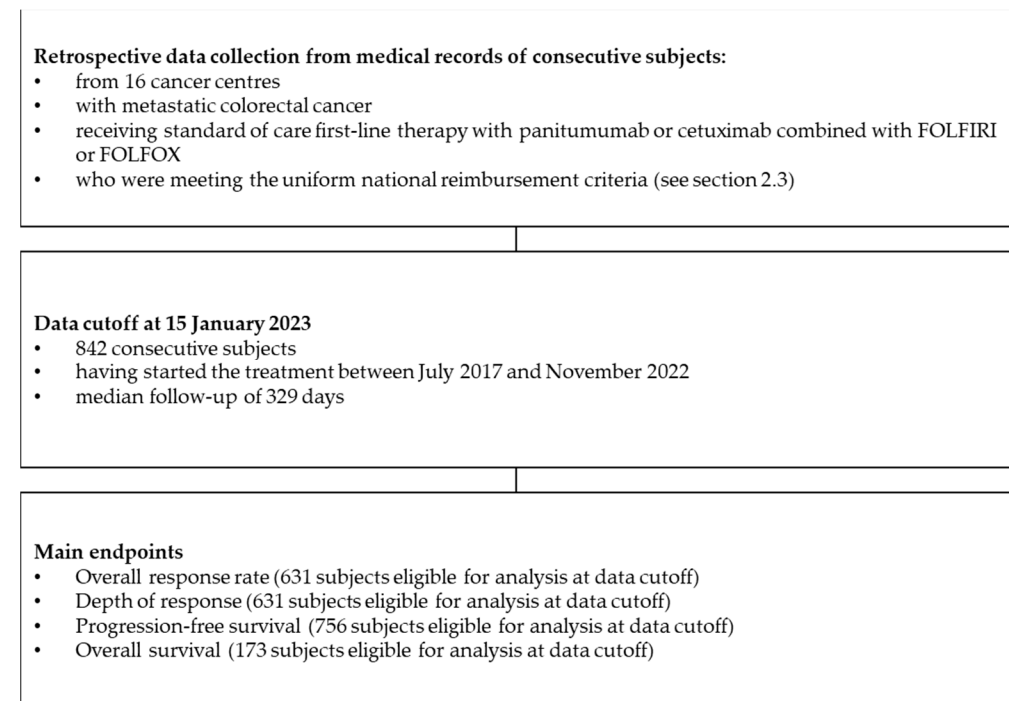 Retrospective data collection from medical records of consecutive subjects:
• from 16 cancer centres
• with metastatic colorectal cancer
• receiving standard of care first-line therapy with panitumumab or cetuximab combined with FOLFIRI
or FOLFOX
• who were meeting the uniform national reimbursement criteria (see section 2.3)
Data cutoff at 15 January 2023
• 842 consecutive subjects
• having started the treatment between July 2017 and November 2022
• median follow-up of 329 days
Main endpoints
• Overall response rate (631 subjects eligible for analysis at data cutoff)
• Depth of response (631 subjects eligible for analysis at data cutoff)
• Progression-free survival (756 subjects eligible for analysis at data cutoff)
• Overall survival (173 subjects eligible for analysis at data cutoff)